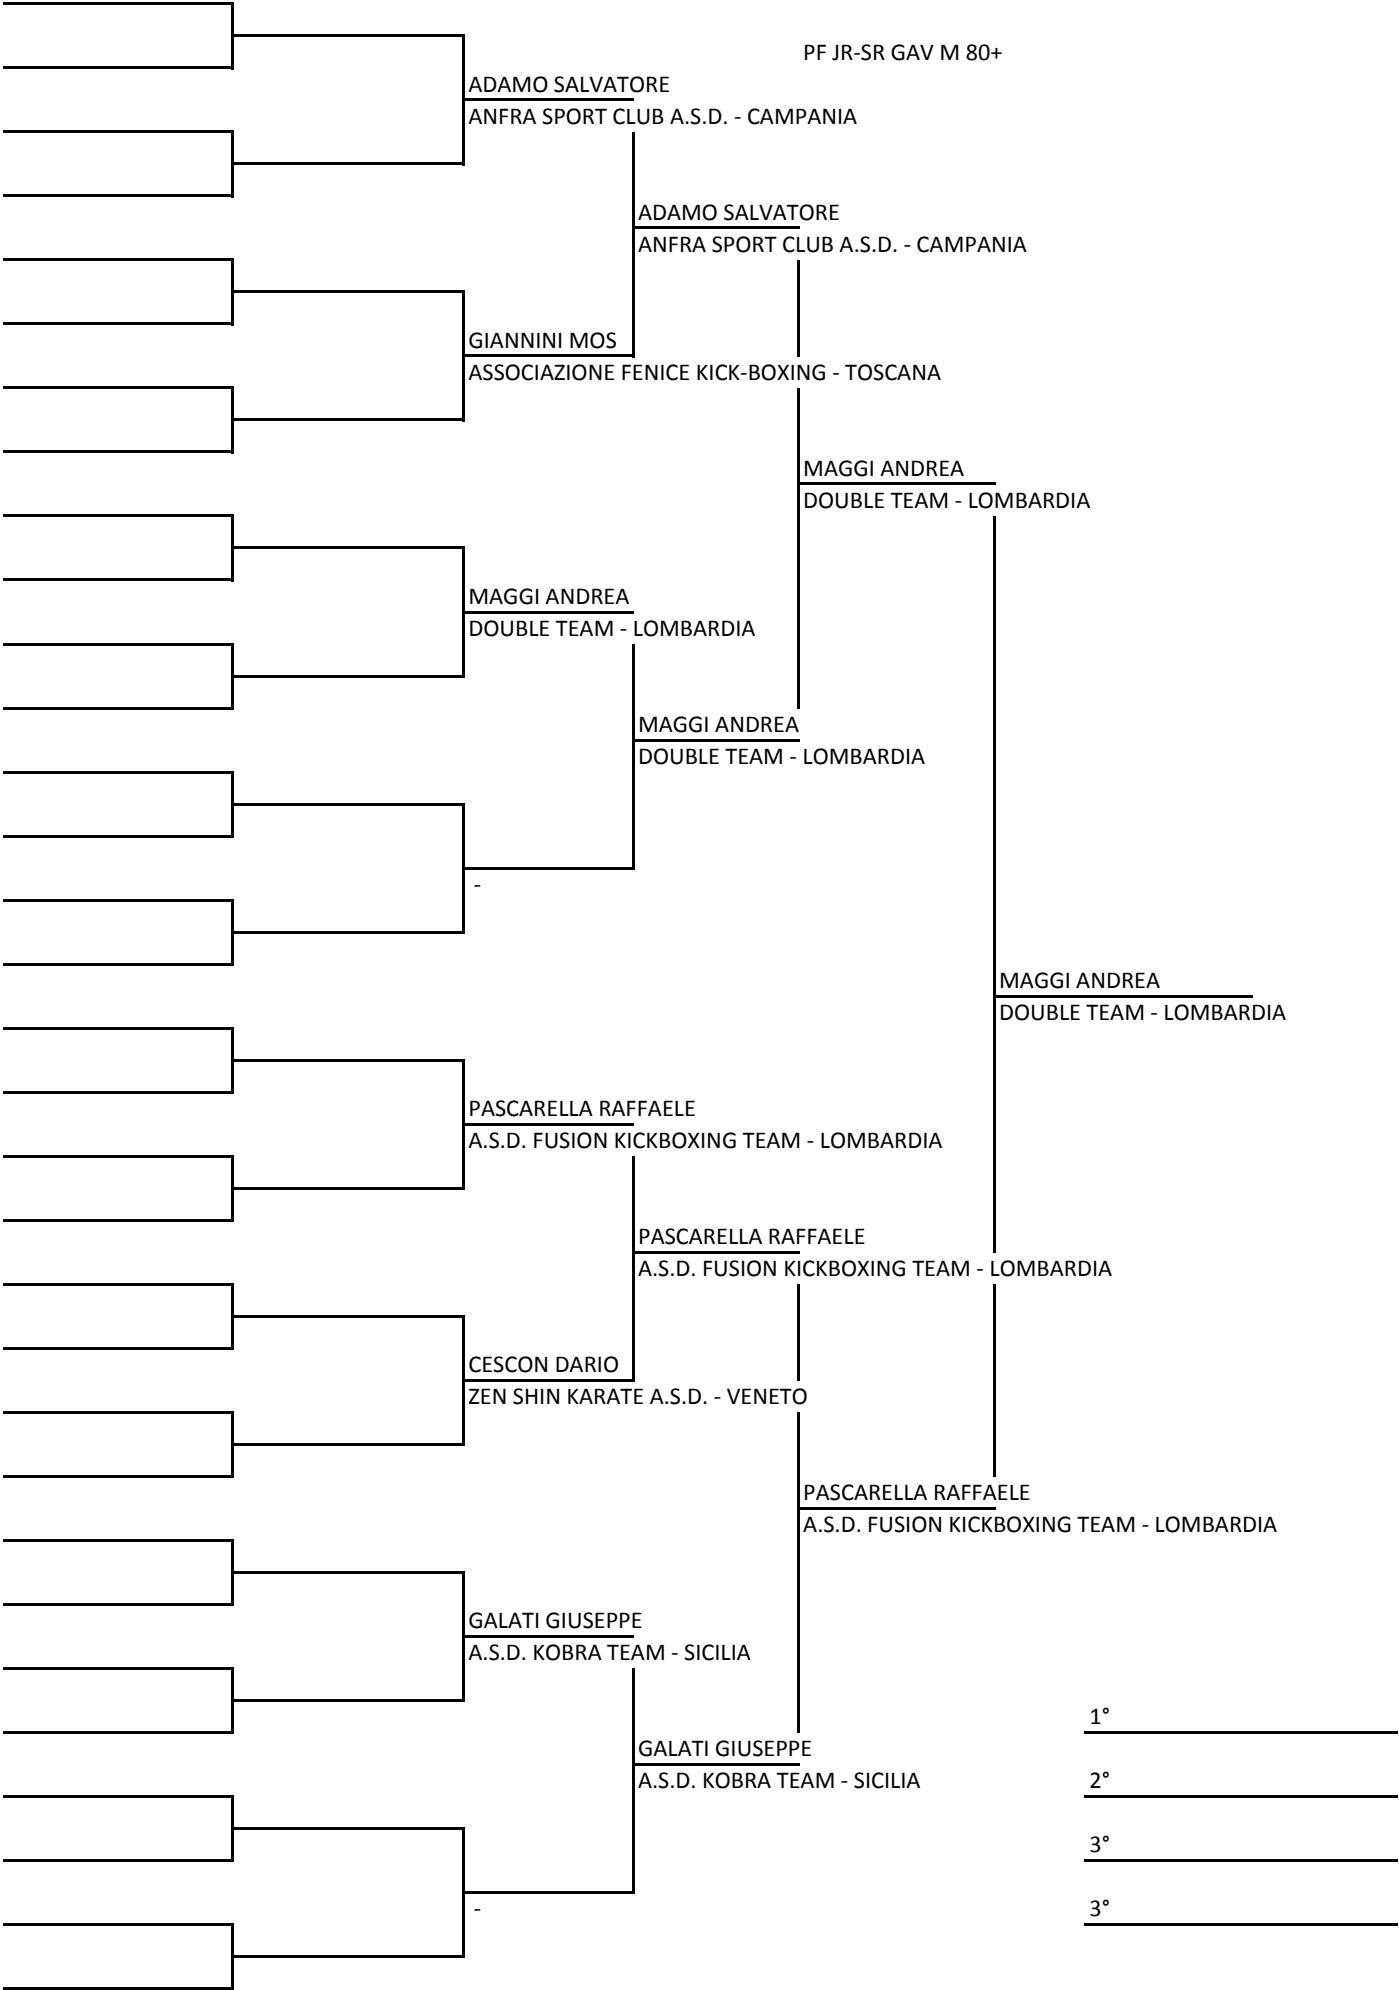 PF JR-SR GAV M 80+
ADAMO SALVATORE
ANFRA SPORT CLUB A.S.D. - CAMPANIA
ADAMO SALVATORE
ANFRA SPORT CLUB A.S.D. - CAMPANIA
GIANNINI MOS
ASSOCIAZIONE FENICE KICK-BOXING - TOSCANA
MAGGI ANDREA
DOUBLE TEAM - LOMBARDIA
MAGGI ANDREA
DOUBLE TEAM - LOMBARDIA
MAGGI ANDREA
DOUBLE TEAM - LOMBARDIA
-
MAGGI ANDREA
DOUBLE TEAM - LOMBARDIA
PASCARELLA RAFFAELE
A.S.D. FUSION KICKBOXING TEAM - LOMBARDIA
PASCARELLA RAFFAELE
A.S.D. FUSION KICKBOXING TEAM - LOMBARDIA
CESCON DARIO
ZEN SHIN KARATE A.S.D. - VENETO
PASCARELLA RAFFAELE
A.S.D. FUSION KICKBOXING TEAM - LOMBARDIA
GALATI GIUSEPPE
A.S.D. KOBRA TEAM - SICILIA
1°
GALATI GIUSEPPE
A.S.D. KOBRA TEAM - SICILIA
2°
3°
-
3°